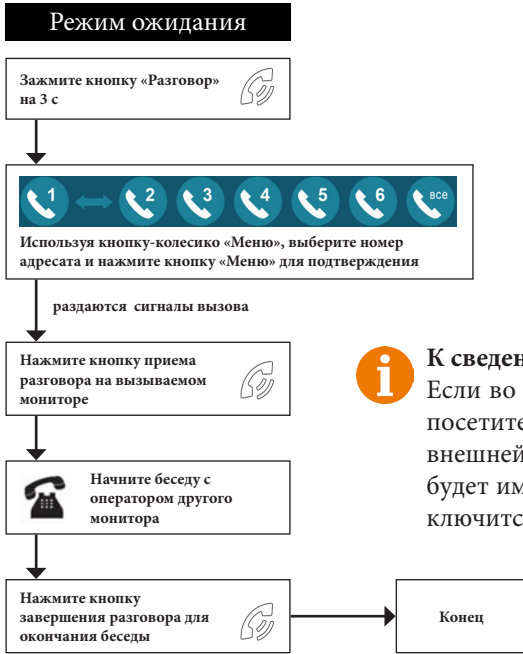 Режим ожидания
Зажмите кнопку «Разговор»
на 3 с
1 2 3 4 5 6 все
Используя кнопку-колесико «Меню», выберите номер
адресата и нажмите кнопку «Меню» для подтверждения
раздаются сигналы вызова
Нажмите кнопку приема
разговора на вызываемом
мониторе
Начните беседу с
оператором другого
монитора
Нажмите кнопку
завершения разговора для
окончания беседы
Конец
i
К сведен
Если во
посетите
внешней
будет им
ключитс